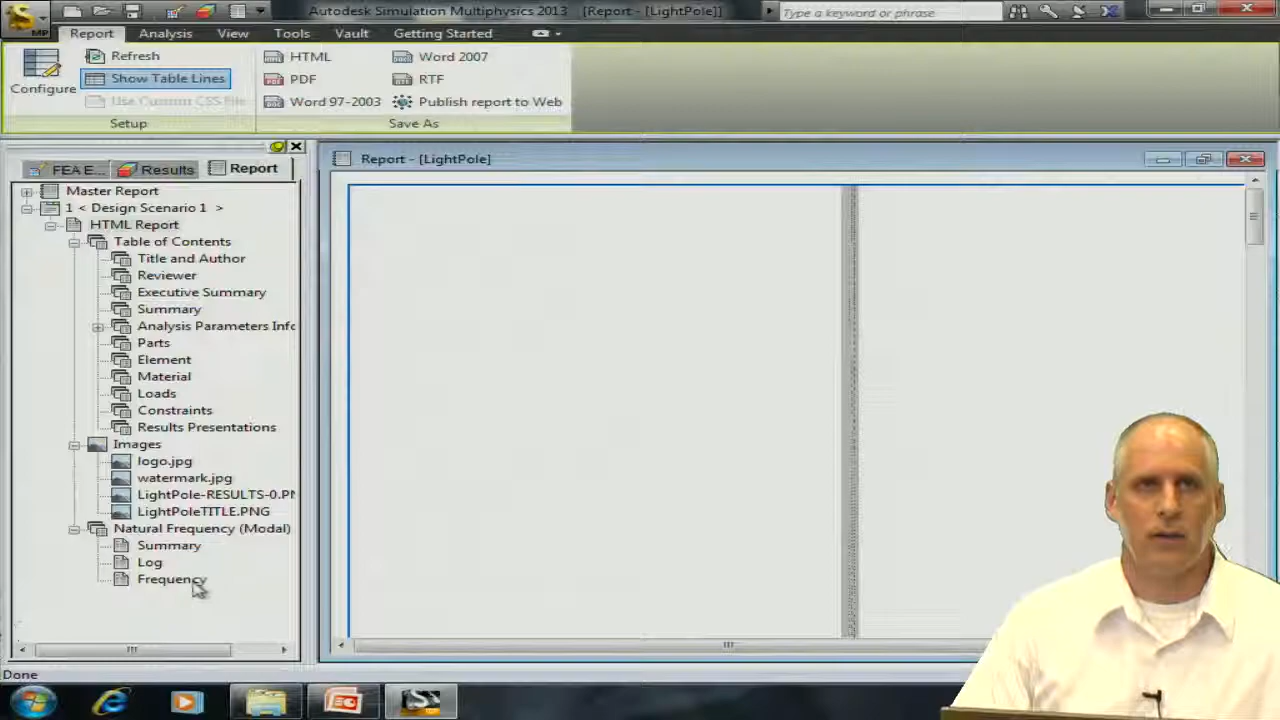 MP
Autodesk Simulation Multiphysics 2013 [Report - [LightPole]]
Type a keyword or phrase
Report Analysis View Tools Vault Getting Started
Configure
Refresh
Show Table Lines
Use Custom CSS File
Setup
HTML
PDF
Word 97-2003
Word 2007
RTF
Publish report to Web
Save As
FEA E... Results Report
Master Report
1 < Design Scenario 1 >
HTML Report
Table of Contents
Title and Author
Reviewer
Executive Summary
Summary
Analysis Parameters Info
Parts
Element
Material
Loads
Constraints
Results Presentations
Images
logo.jpg
watermark.jpg
LightPole-RESULTS-0.PN
LightPoleTITLE.PNG
Natural Frequency (Modal)
Summary
Log
Frequency
Report - [LightPole]
Done